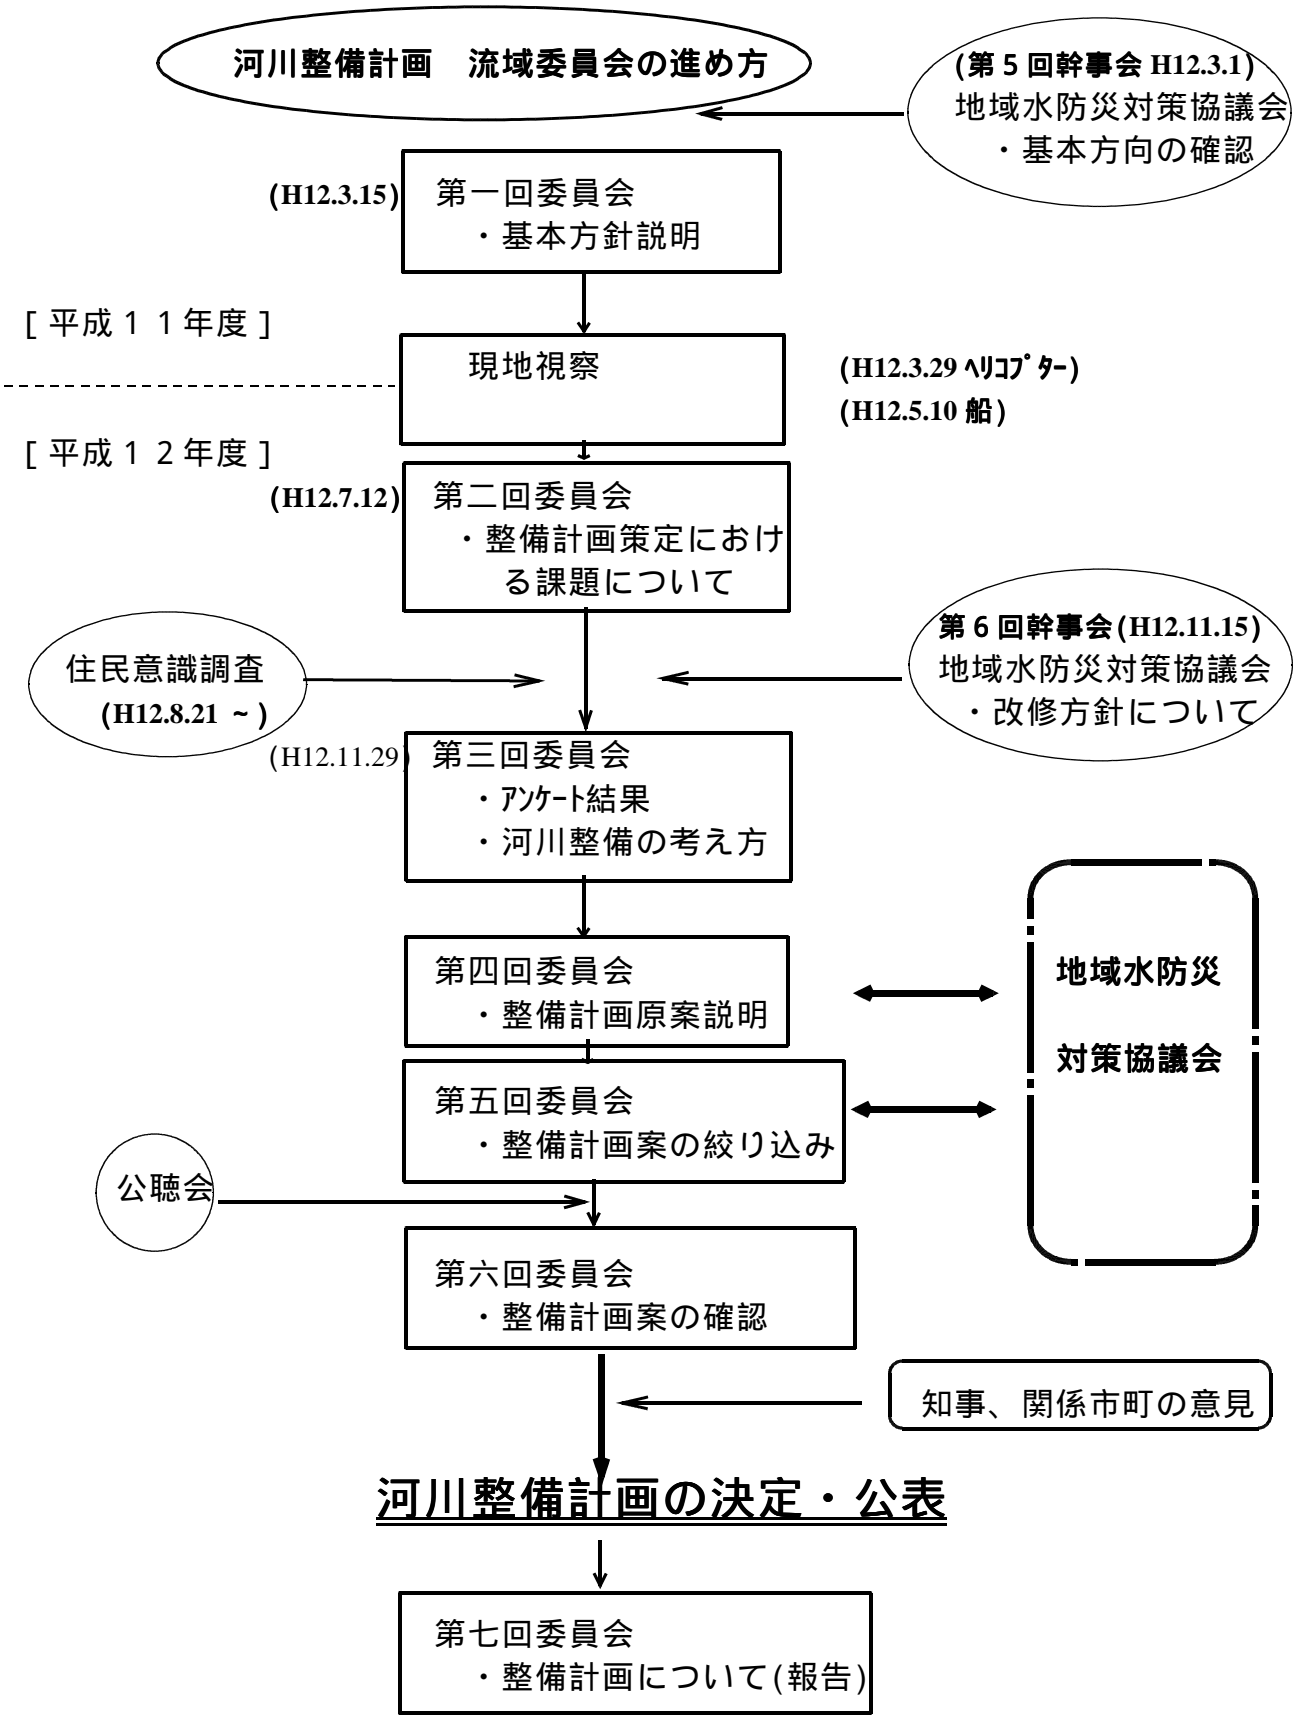 河川整備計画　流域委員会の進め方
(第５回幹事会 H12.3.1)
地域水防災対策協議会
・基本方向の確認
(H12.3.15)
第一回委員会
・基本方針説明
[ 平成１１年度 ]
現地視察
(H12.3.29 ﾍﾘｺﾌﾟﾀｰ)
(H12.5.10 船)
[ 平成１２年度 ]
(H12.7.12)
第二回委員会
・整備計画策定におけ
る課題について
第６回幹事会(H12.11.15)
地域水防災対策協議会
・改修方針について
住民意識調査
(H12.8.21 ~ )
(H12.11.29)
第三回委員会
・ｱﾝｹｰﾄ結果
・河川整備の考え方
第四回委員会
・整備計画原案説明
地域水防災
対策協議会
第五回委員会
・整備計画案の絞り込み
公聴会
第六回委員会
・整備計画案の確認
知事、関係市町の意見
河川整備計画の決定・公表
第七回委員会
・整備計画について(報告)